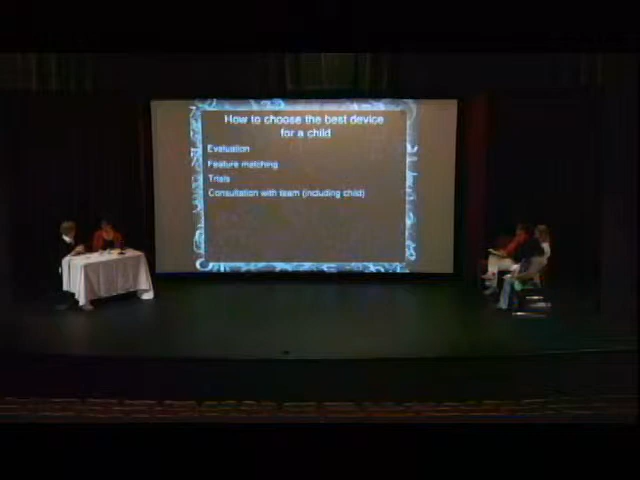 How to choose the best device
for a child
Evaluation
Feature matching
Trials
Consultation with team (including child)